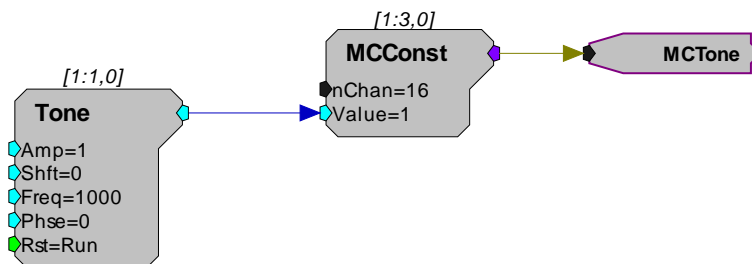 [1:3,0]
MCConst
MCTone
nChan=16
Value=1
[1:1,0]
Tone
Amp=1
Shft=0
Freq=1000
Phse=0
Rst=Run